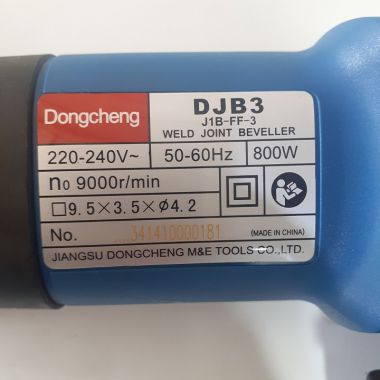 Dongcheng
DJB3
J1B-FF-3
WELD JOINT BEVELLER
220-240V~ 50-60Hz 800W
n₀ 9000r/min
□9.5×3.5×Φ4.2
No. 341410000181 (MADE IN CHINA)
JIANGSU DONGCHENG M&E TOOLS CO.,LTD.